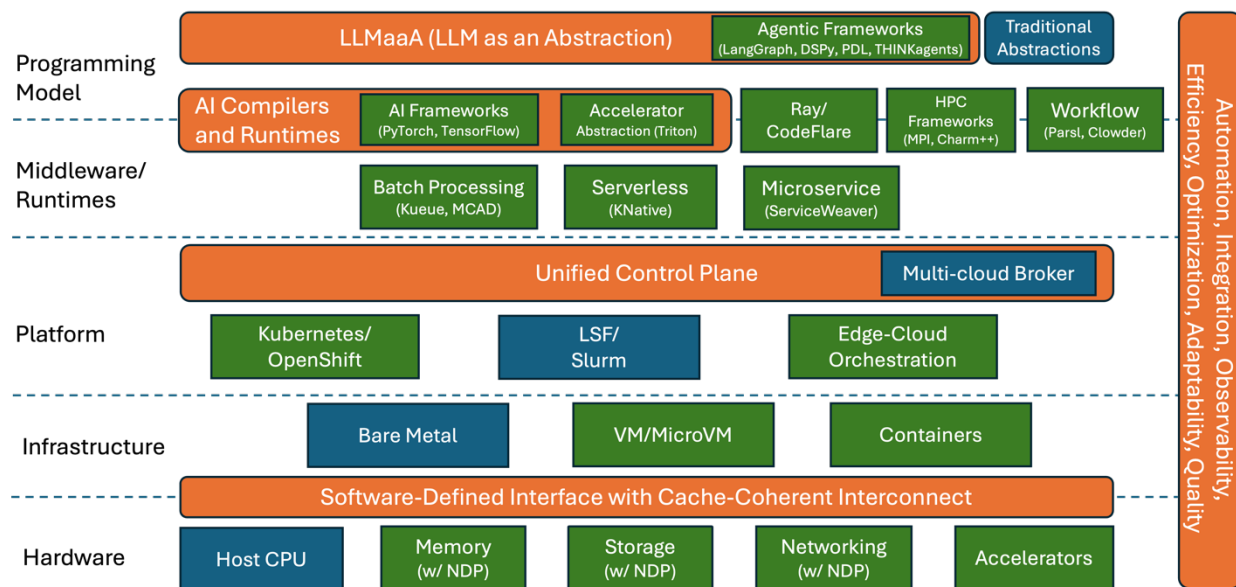 LLMaaA (LLM as an Abstraction)
Agentic Frameworks
(LangGraph, DSPy, PDL, THINKagents)
Traditional
Abstractions
Programming
Model
AI Compilers
and Runtimes
AI Frameworks
(PyTorch, TensorFlow)
Accelerator
Abstraction (Triton)
Ray/
CodeFlare
HPC
Frameworks
(MPI, Charm++)
Workflow
(Parsl, Clowder)
Middleware/
Runtimes
Batch Processing
(Kueue, MCAD)
Serverless
(KNative)
Microservice
(ServiceWeaver)
Unified Control Plane
Multi-cloud Broker
Platform
Kubernetes/
OpenShift
LSF/
Slurm
Edge-Cloud
Orchestration
Infrastructure
Bare Metal
VM/MicroVM
Containers
Software-Defined Interface with Cache-Coherent Interconnect
Hardware
Host CPU
Memory
(w/ NDP)
Storage
(w/ NDP)
Networking
(w/ NDP)
Accelerators
Automation, Integration, Observability,
Efficiency, Optimization, Adaptability, Quality